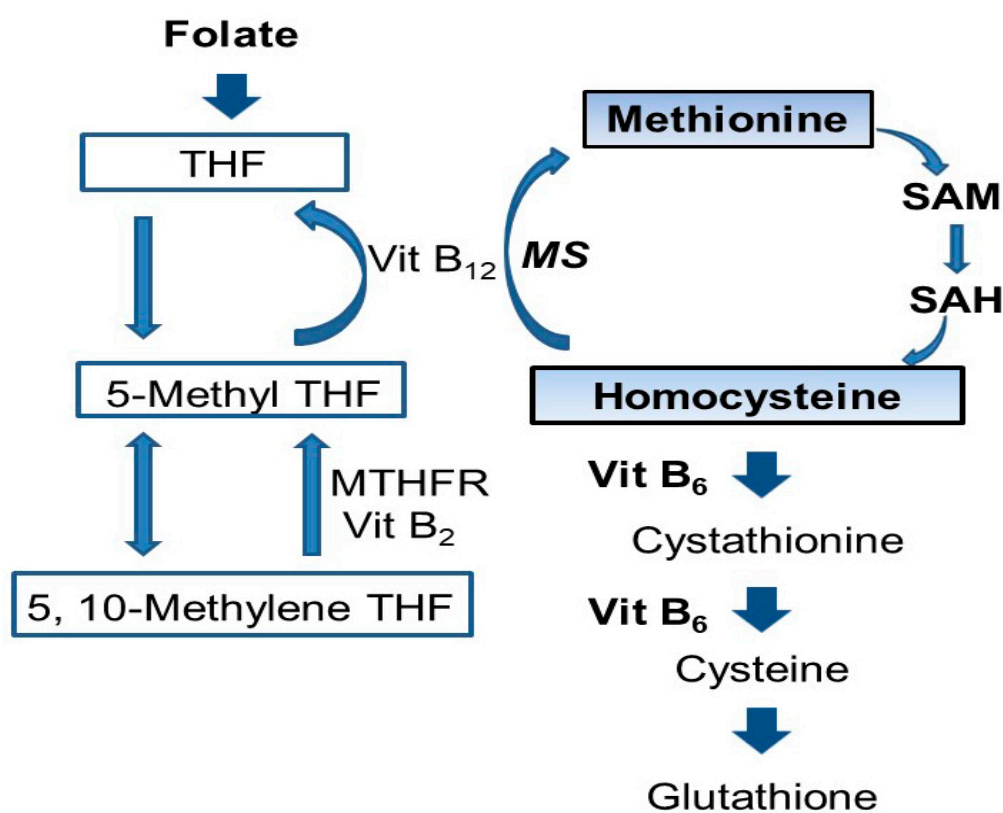 Folate
THF
5-Methyl THF
MTHFR
Vit B₂
5, 10-Methylene THF
Vit B₁₂
MS
Methionine
SAM
SAH
Homocysteine
Vit B₆
Cystathionine
Vit B₆
Cysteine
Glutathione